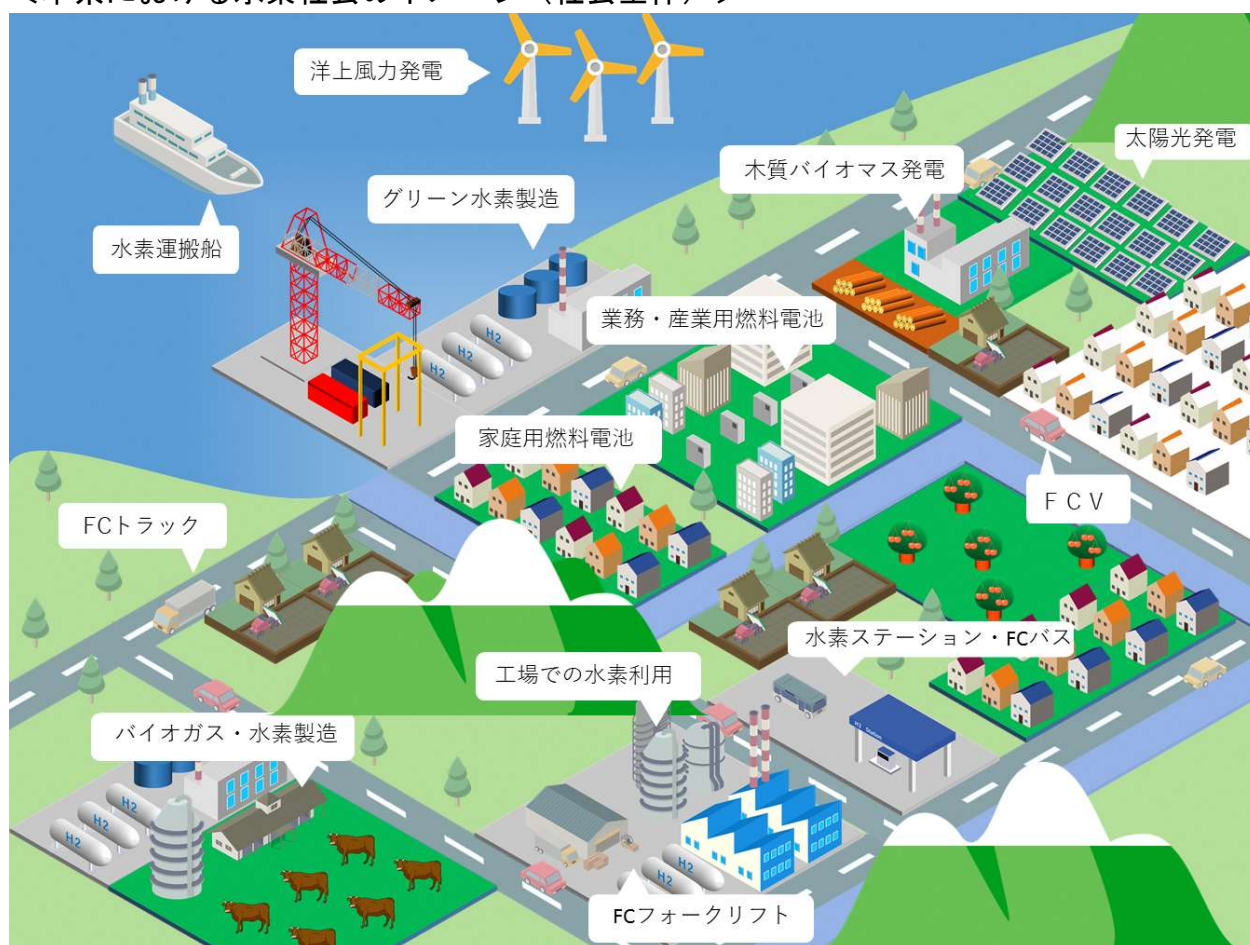 洋上風力発電
太陽光発電
木質バイオマス発電
グリーン水素製造
水素運搬船
業務・産業用燃料電池
H2
H2
H2
家庭用燃料電池
FCV
FCトラック
水素ステーション・FCバス
工場での水素利用
H2 Station
バイオガス・水素製造
H2
H2
H2
H2
H2
FCフォークリフト